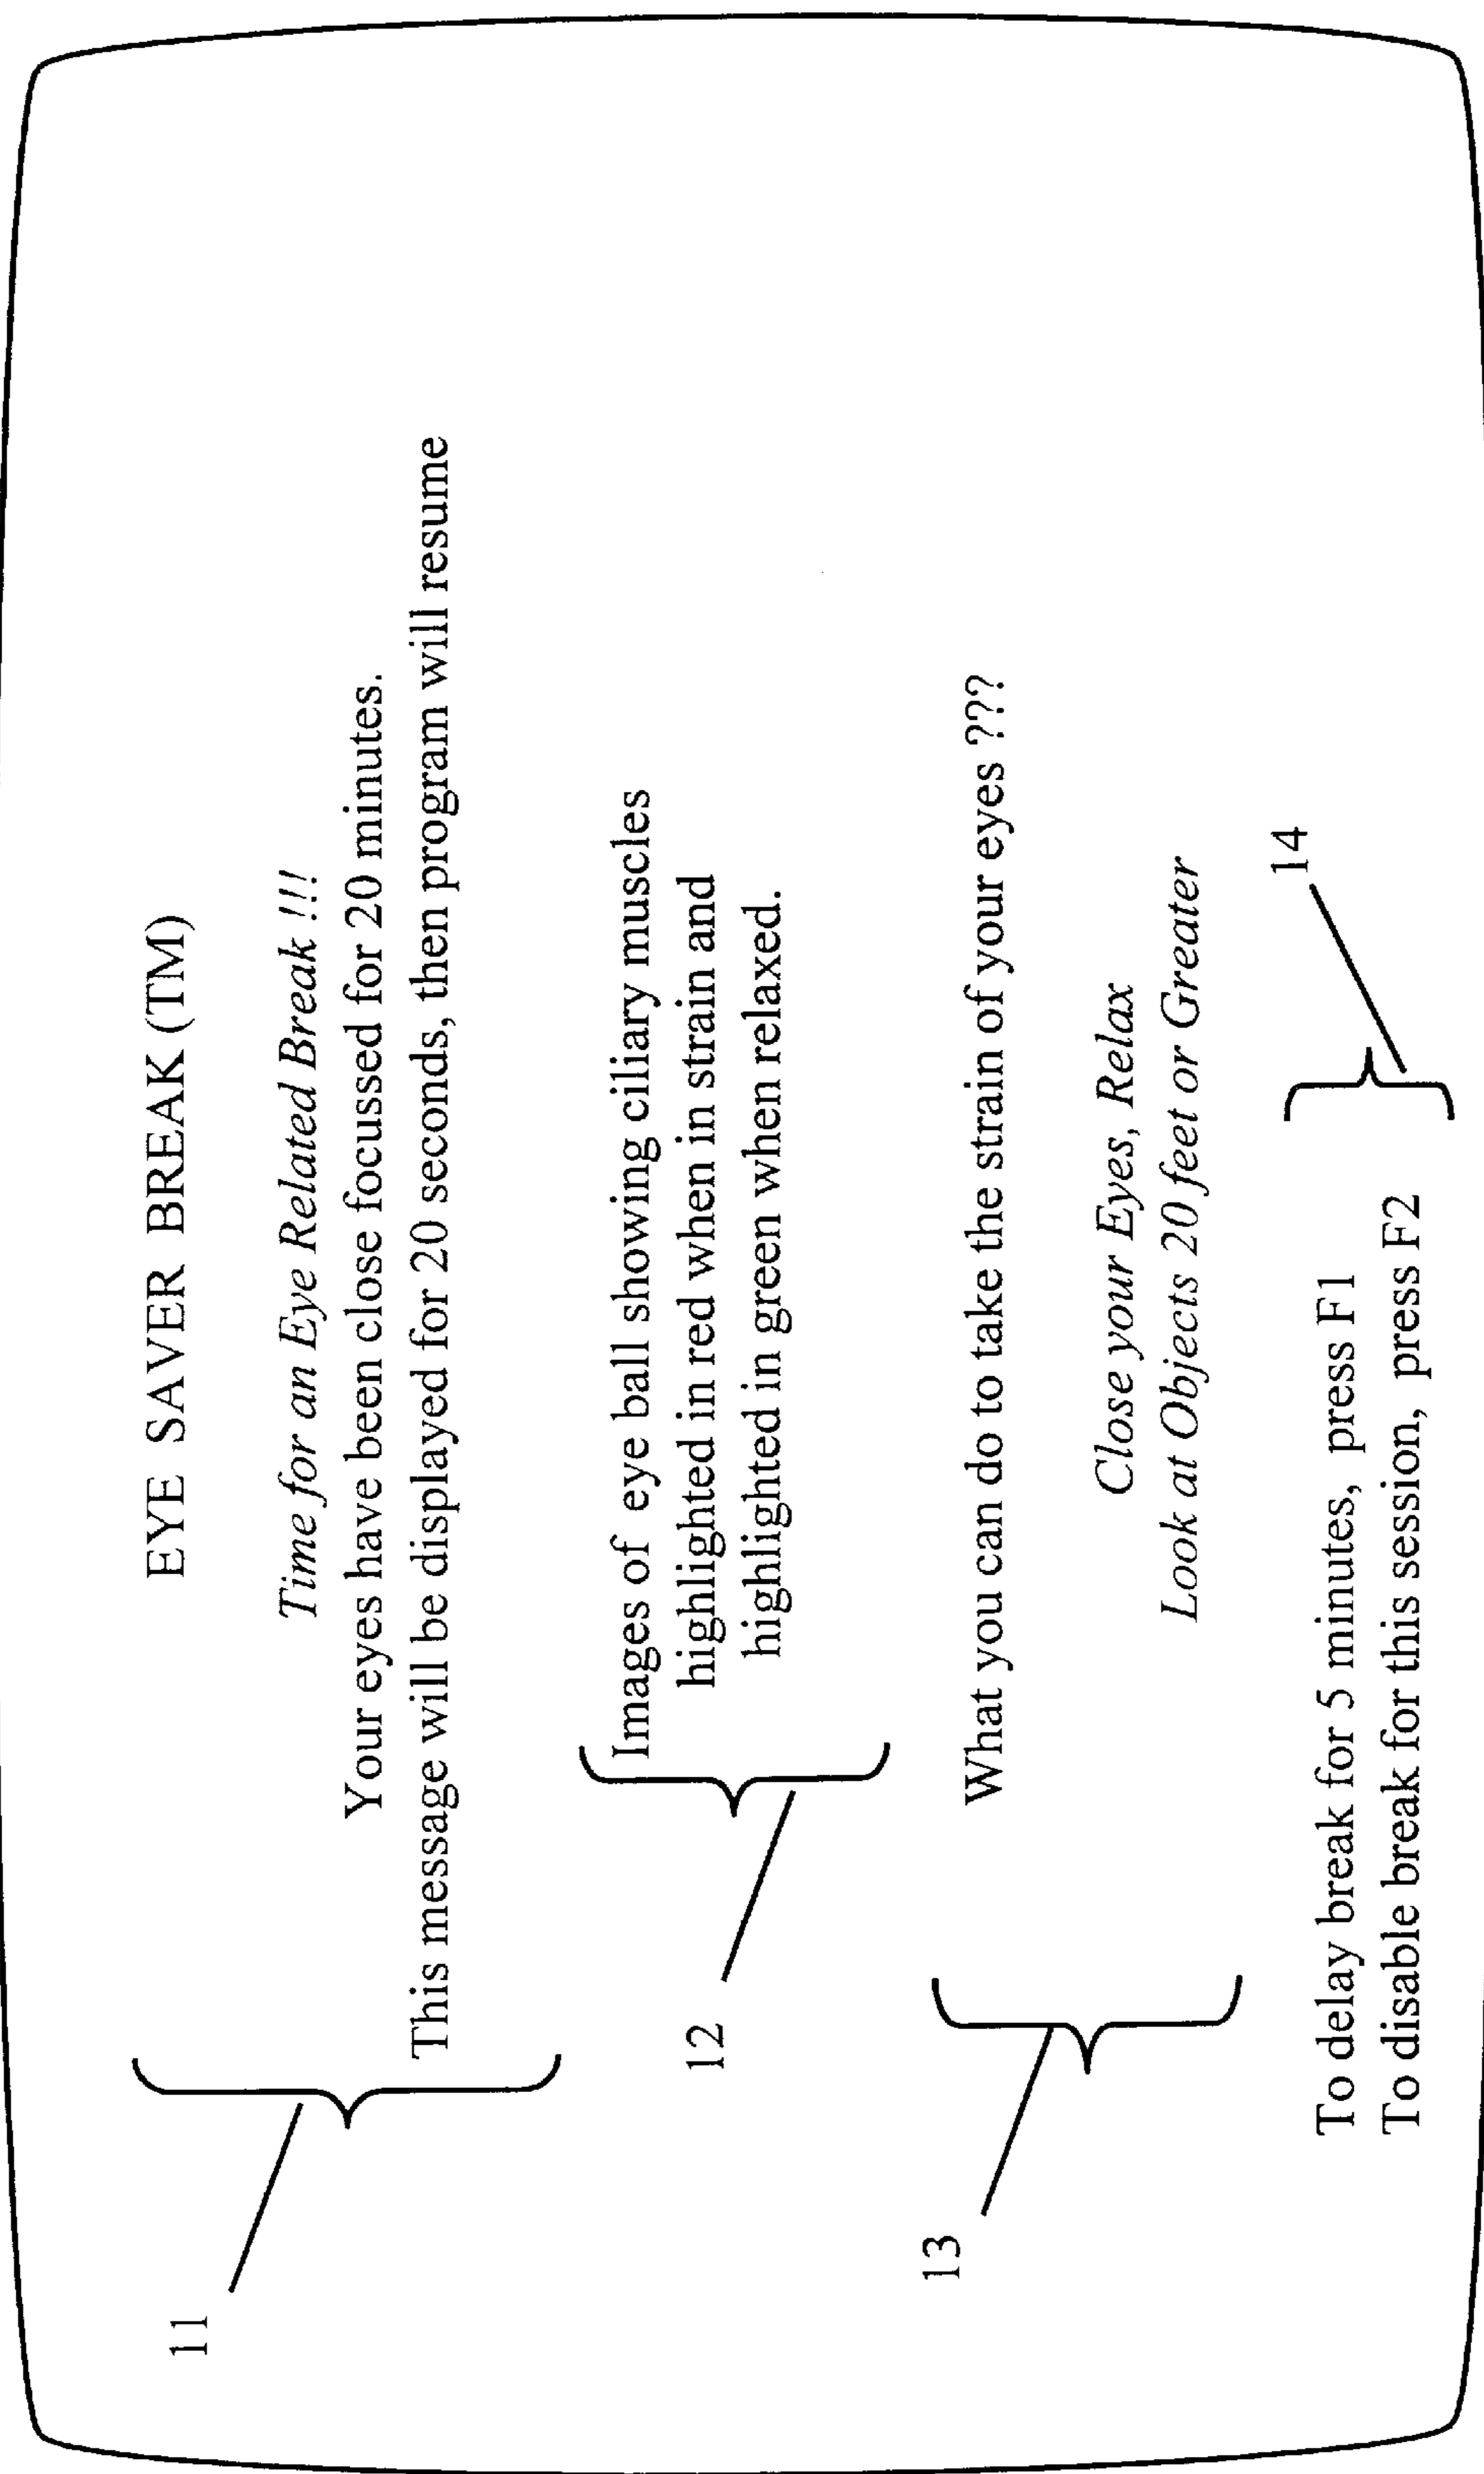 EYE SAVER BREAK (TM)
Time for an Eye Related Break !!!
Your eyes have been close focussed for 20 minutes.
This message will be displayed for 20 seconds, then program will resume
11
Images of eye ball showing ciliary muscles
highlighted in red when in strain and
highlighted in green when relaxed.
12
What you can do to take the strain of your eyes ???
Close your Eyes, Relax
Look at Objects 20 feet or Greater
13
To delay break for 5 minutes, press F1
To disable break for this session, press F2
14